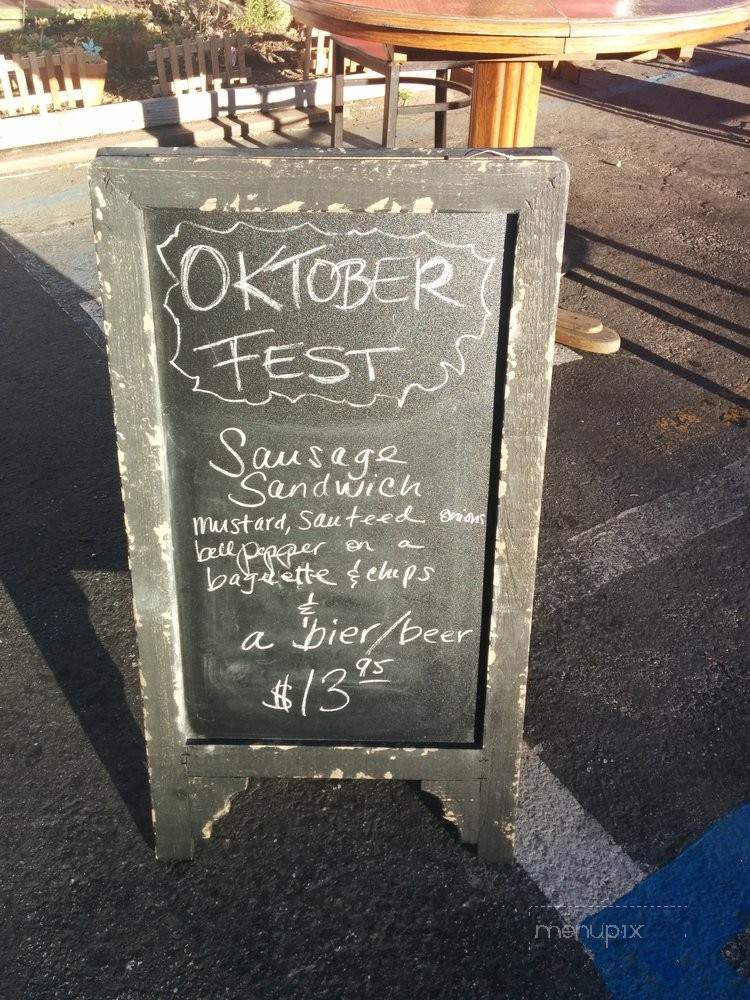 OKTOBER
FEST
Sausage
Sandwich
mustard, sauteed onions
bell pepper on a
baguette & chips
&
a bier/beer
$13 95
menupix